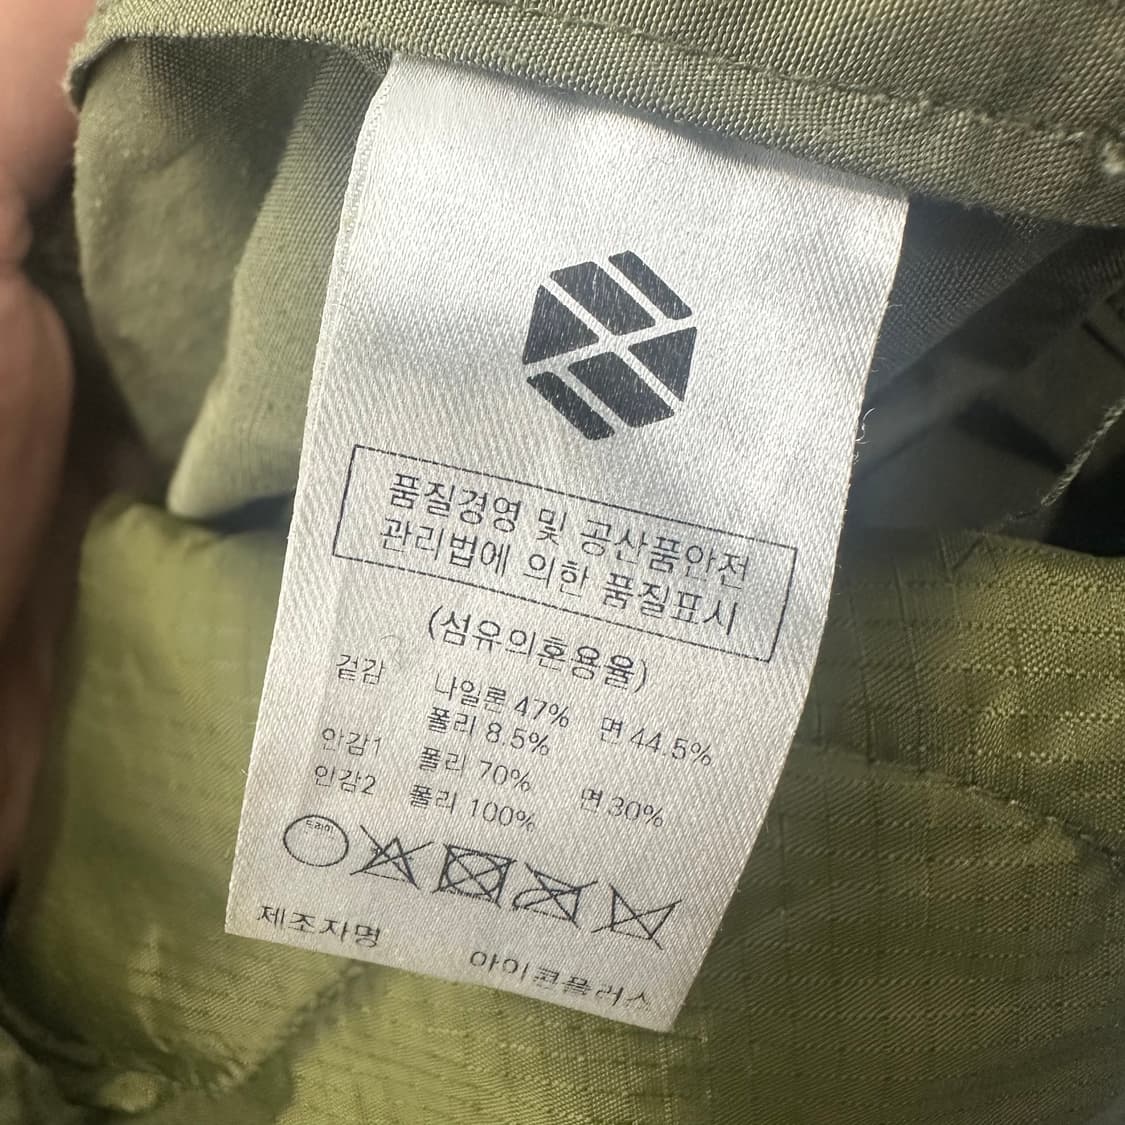 품질경영 및 공산품안전
관리법에 의한 품질표시
(섬유의혼용율)
겉감 나일론 47% 면 44.5%
폴리 8.5%
안감1 폴리 70% 면 30%
안감2 폴리 100%
드라이
제조자명 아이콘플러스